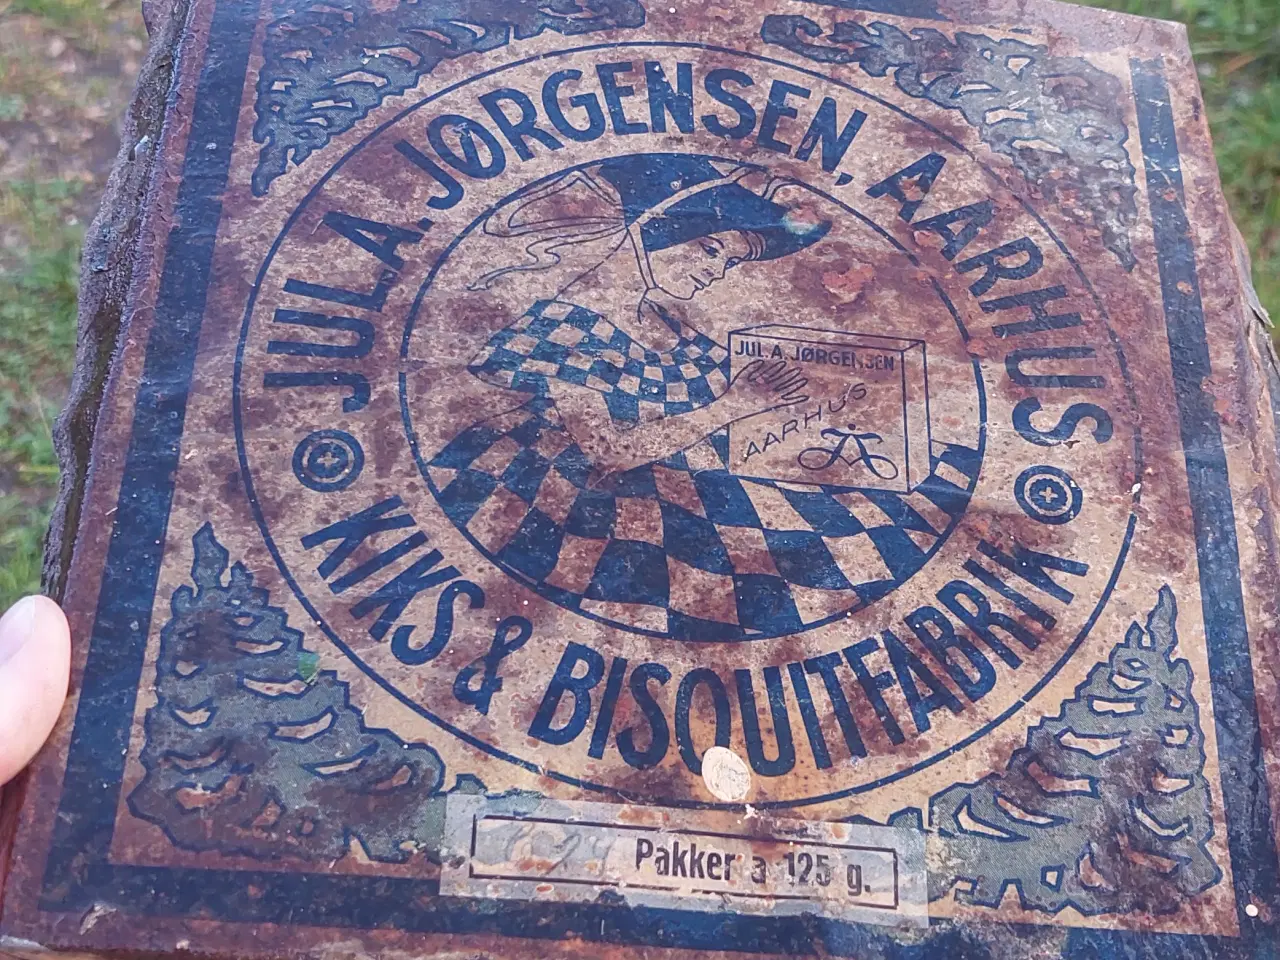 JUL. A. JØRGENSEN, AARHUS
JUL. A. JØRGENSEN
AARHUS
KIKS & BISQUITFABRIK
Pakker a 125 g.